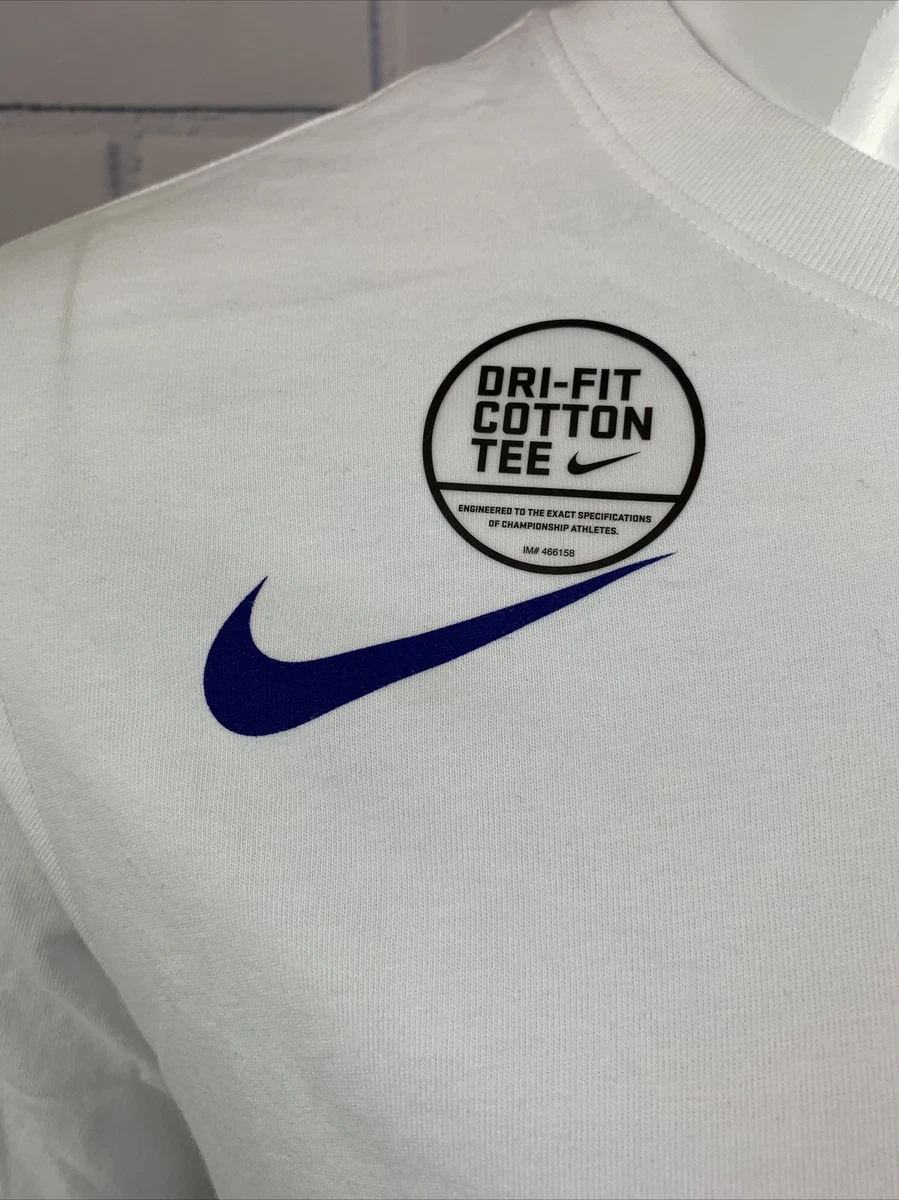 DRI-FIT
COTTON
TEE
ENGINEERED TO THE EXACT SPECIFICATIONS
OF CHAMPIONSHIP ATHLETES.
IM# 466158